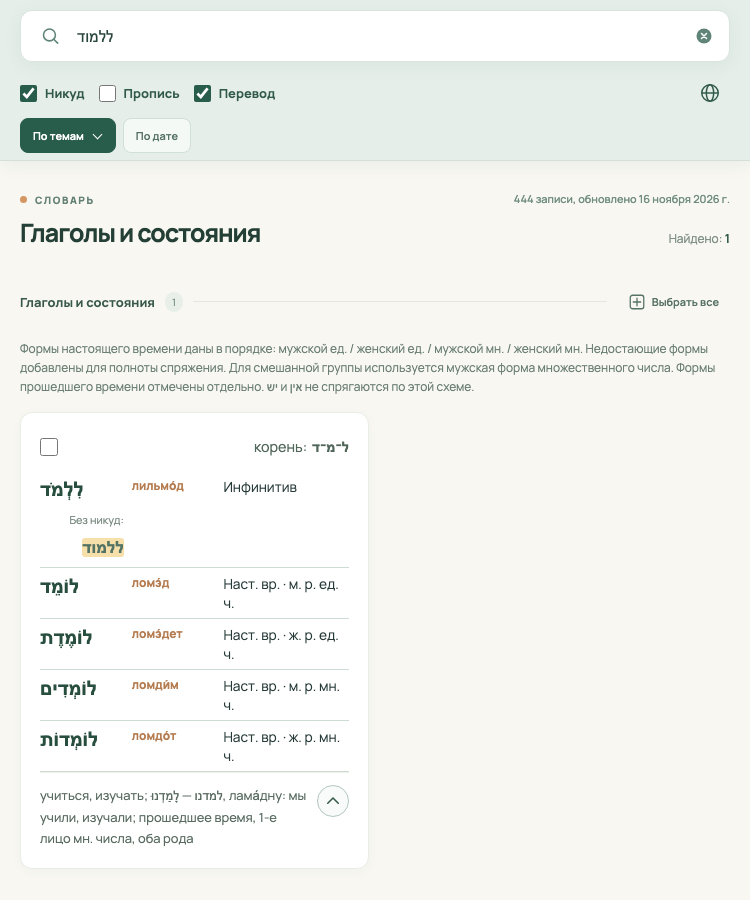 ללמוד
Никуд Пропись Перевод
По темам По дате
СЛОВАРЬ
444 записи, обновлено 16 ноября 2026 г.
Глаголы и состояния
Найдено: 1
Глаголы и состояния 1 Выбрать все
Формы настоящего времени даны в порядке: мужской ед. / женский ед. / мужской мн. / женский мн. Недостающие формы
добавлены для полноты спряжения. Для смешанной группы используется мужская форма множественного числа. Формы
прошедшего времени отмечены отдельно. יש и אין не спрягаются по этой схеме.
корень: ל־מ־ד
לִלְמֹד лильмо́д Инфинитив
Без никуд:
ללמוד
לוֹמֵד ломэ́д Наст. вр. · м. р. ед.
ч.
לוֹמֶדֶת ломэ́дет Наст. вр. · ж. р. ед.
ч.
לוֹמְדִים ломди́м Наст. вр. · м. р. мн.
ч.
לוֹמְדוֹת ломдо́т Наст. вр. · ж. р. мн.
ч.
учиться, изучать; למדנו — לָמַדְנוּ, лама́дну: мы
учили, изучали; прошедшее время, 1-е
лицо мн. числа, оба рода